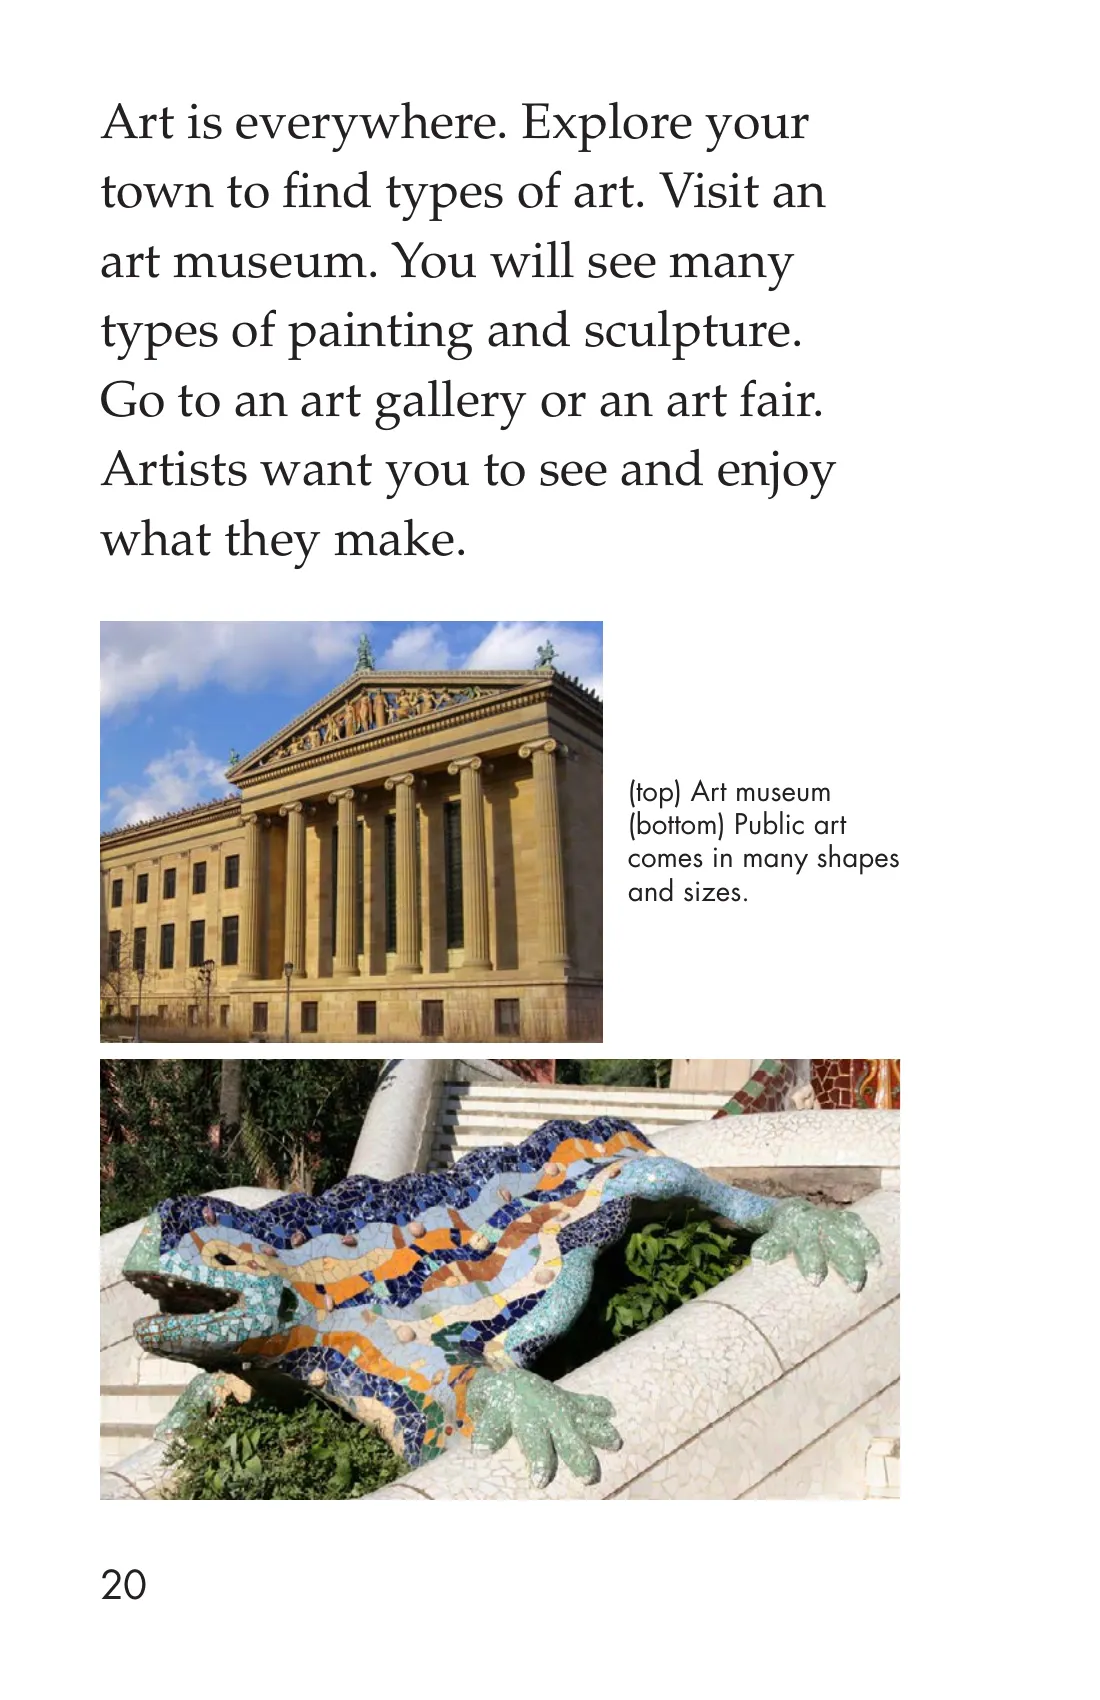 Art is everywhere. Explore your
town to find types of art. Visit an
art museum. You will see many
types of painting and sculpture.
Go to an art gallery or an art fair.
Artists want you to see and enjoy
what they make.
(top) Art museum
(bottom) Public art
comes in many shapes
and sizes.
20